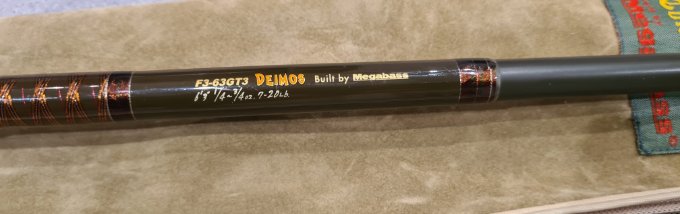 F3-63GT3 DEIMOS Built by Megabass
6'3" 1/4~3/4oz. 7-20Lb.